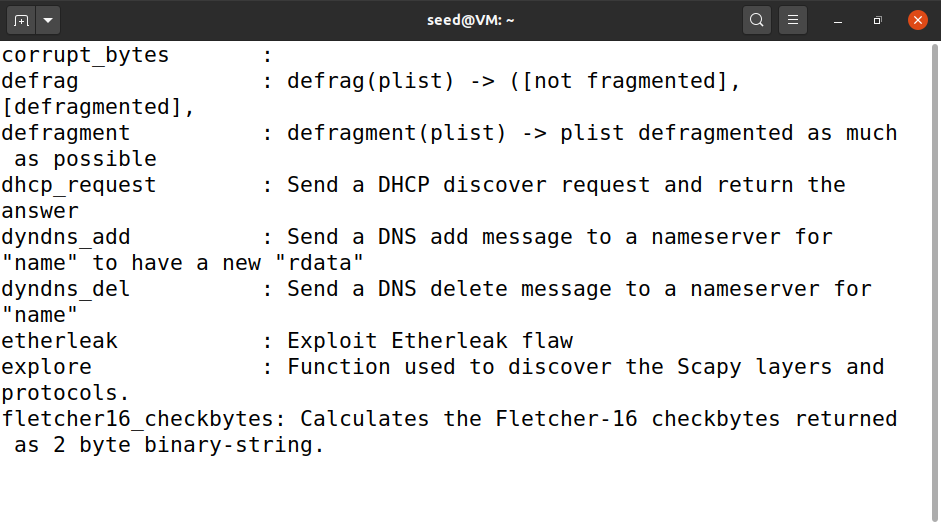 seed@VM: ~
corrupt_bytes       :
defrag              : defrag(plist) -> ([not fragmented],
[defragmented],
defragment          : defragment(plist) -> plist defragmented as much
 as possible
dhcp_request        : Send a DHCP discover request and return the
answer
dyndns_add          : Send a DNS add message to a nameserver for
"name" to have a new "rdata"
dyndns_del          : Send a DNS delete message to a nameserver for
"name"
etherleak           : Exploit Etherleak flaw
explore             : Function used to discover the Scapy layers and
protocols.
fletcher16_checkbytes: Calculates the Fletcher-16 checkbytes returned
 as 2 byte binary-string.